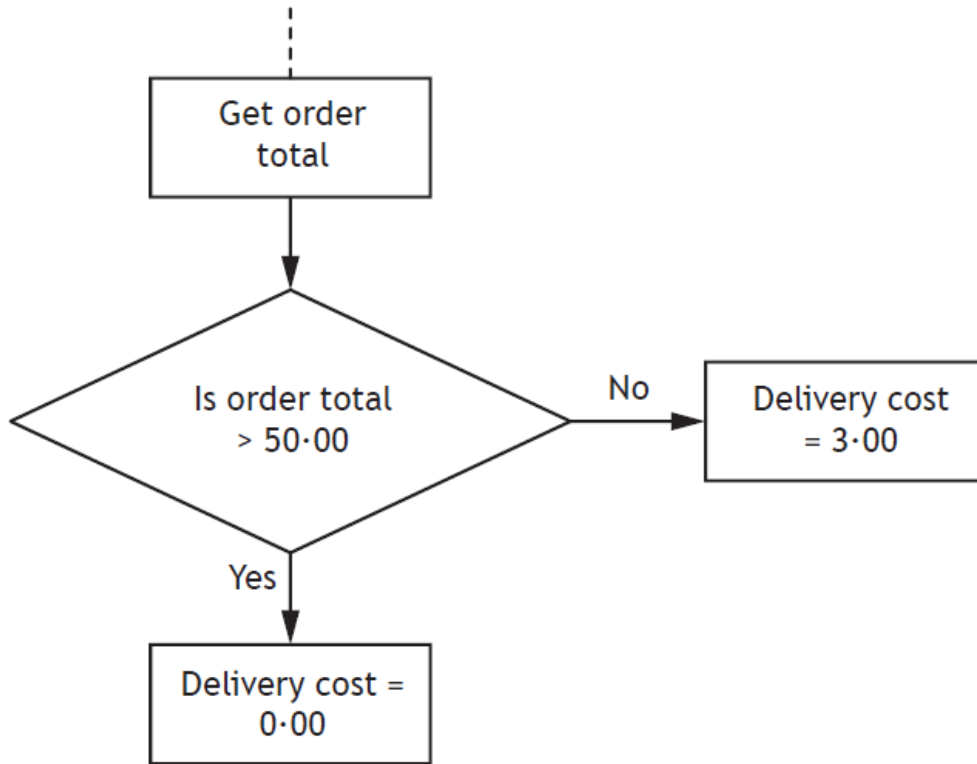 Get order
total
Is order total
> 50·00
No
Delivery cost
= 3·00
Yes
Delivery cost =
0·00